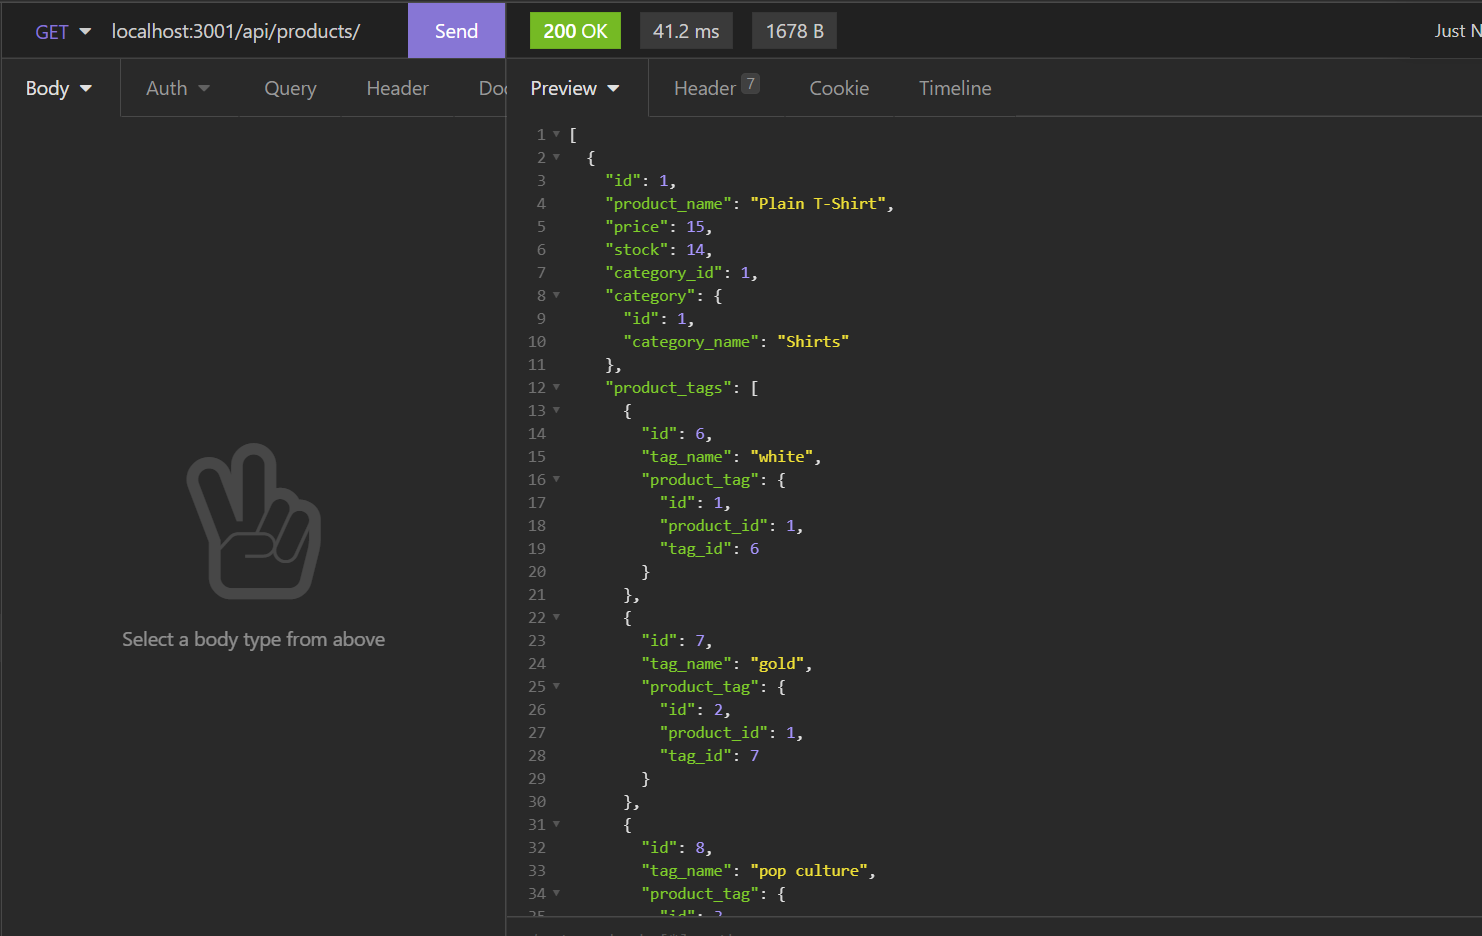 GET localhost:3001/api/products/ Send 200 OK 41.2 ms 1678 B Just N
Body Auth Query Header Doc Preview Header 7 Cookie Timeline
1 [
2 {
3 "id": 1,
4 "product_name": "Plain T-Shirt",
5 "price": 15,
6 "stock": 14,
7 "category_id": 1,
8 "category": {
9 "id": 1,
10 "category_name": "Shirts"
11 },
12 "product_tags": [
13 {
14 "id": 6,
15 "tag_name": "white",
16 "product_tag": {
17 "id": 1,
18 "product_id": 1,
19 "tag_id": 6
20 }
21 },
22 {
23 "id": 7,
24 "tag_name": "gold",
25 "product_tag": {
26 "id": 2,
27 "product_id": 1,
28 "tag_id": 7
29 }
30 },
31 {
32 "id": 8,
33 "tag_name": "pop culture",
34 "product_tag": {
35 "id": 3
Select a body type from above